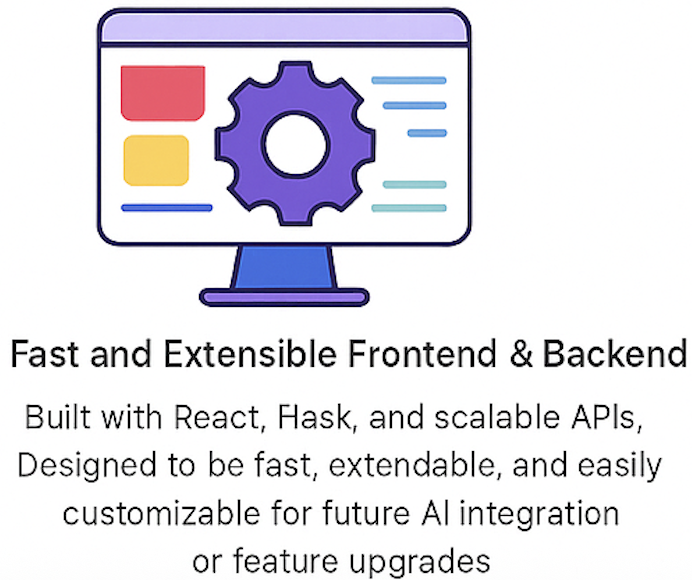 Fast and Extensible Frontend & Backend
Built with React, Hask, and scalable APIs,
Designed to be fast, extendable, and easily
customizable for future AI integration
or feature upgrades